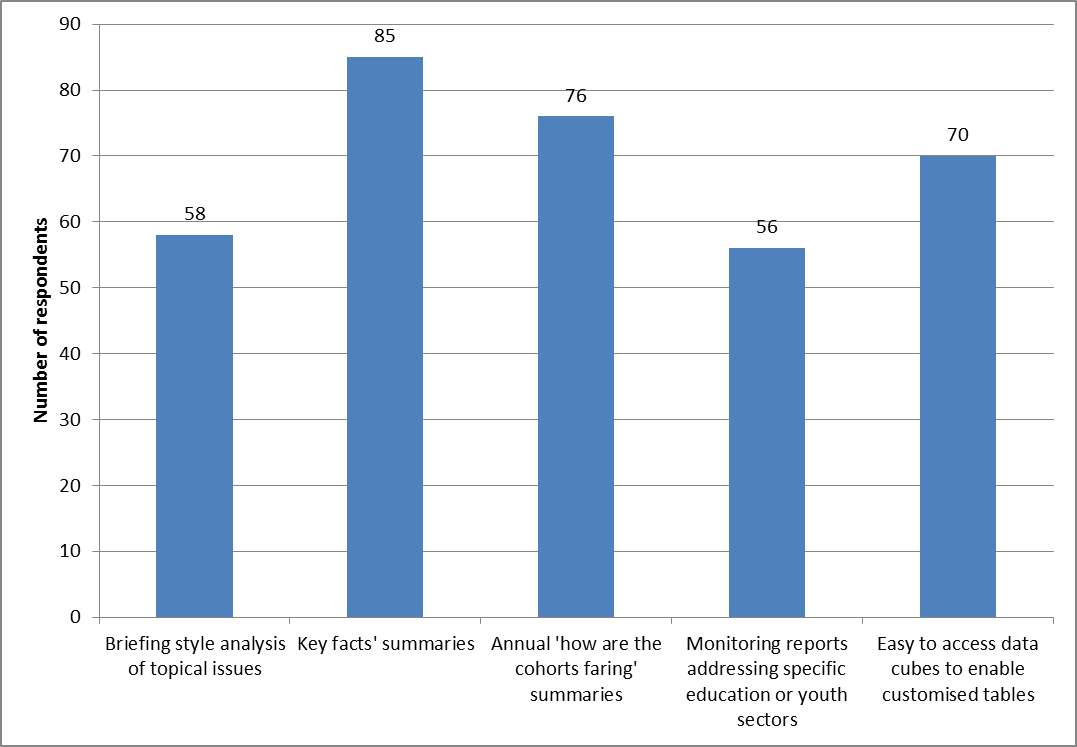 90
80
70
60
50
40
30
20
10
0
Number of respondents
58
85
76
56
70
Briefing style analysis
of topical issues
Key facts' summaries
Annual 'how are the
cohorts faring'
summaries
Monitoring reports
addressing specific
education or youth
sectors
Easy to access data
cubes to enable
customised tables